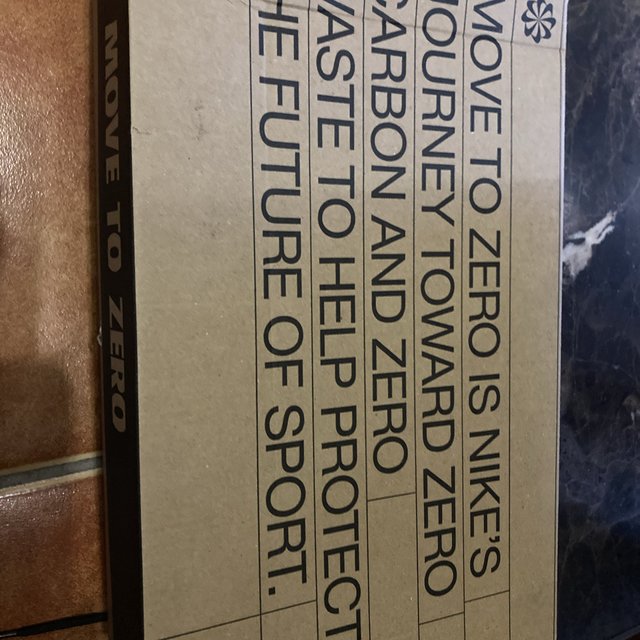 MOVE TO ZERO IS NIKE'S
JOURNEY TOWARD ZERO
CARBON AND ZERO
WASTE TO HELP PROTECT
THE FUTURE OF SPORT.
MOVE TO ZERO